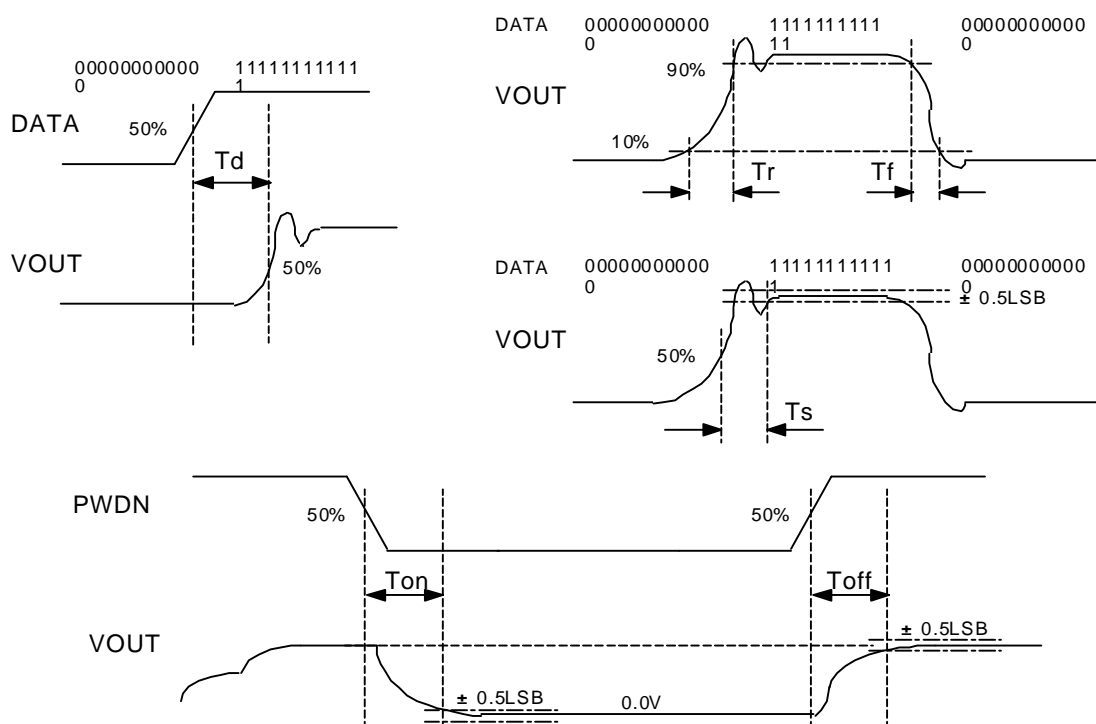 00000000000
0
11111111111
1
DATA
50%
Td
VOUT
50%
DATA
00000000000
0
1111111111
11
00000000000
0
90%
VOUT
10%
Tr
Tf
DATA
00000000000
0
11111111111
1
00000000000
0
± 0.5LSB
VOUT
50%
Ts
PWDN
50%
50%
Ton
Toff
VOUT
± 0.5LSB
± 0.5LSB
0.0V